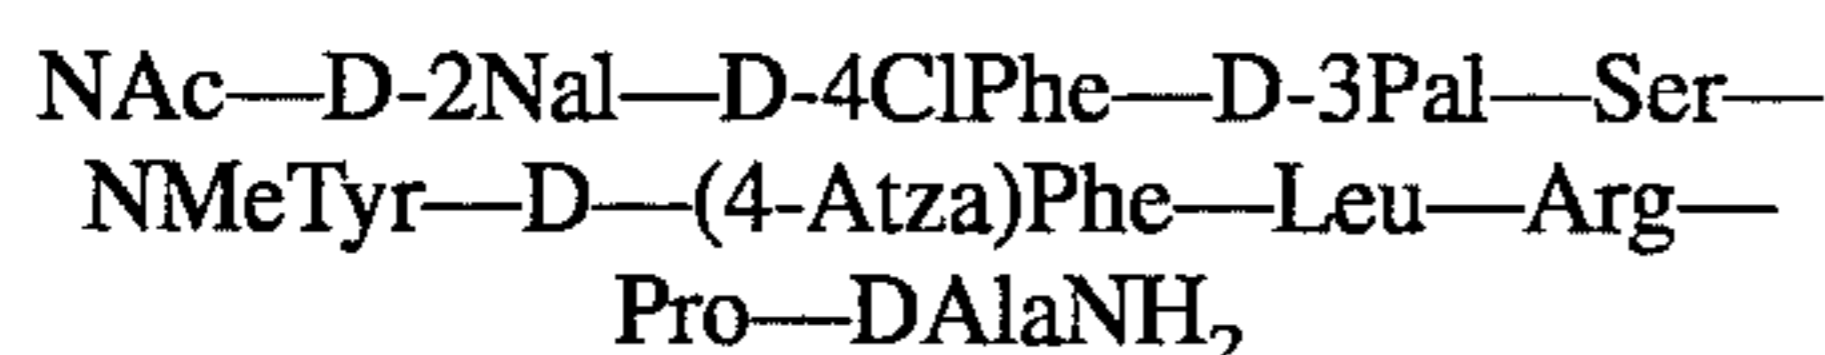 NAc—D-2Nal—D-4ClPhe—D-3Pal—Ser—
NMeTyr—D—(4-Atza)Phe—Leu—Arg—
Pro—DAlaNH₂